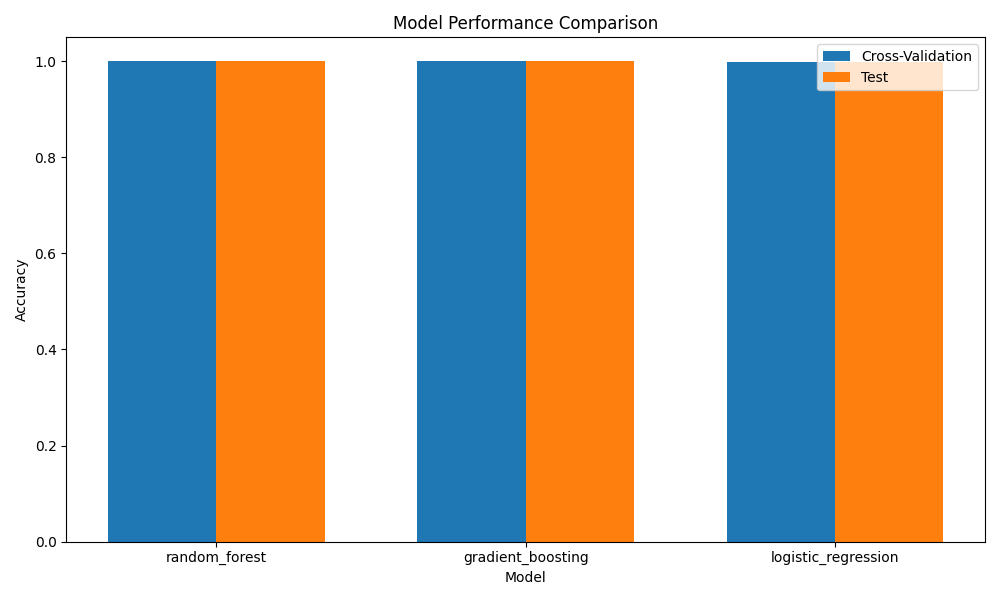 Model Performance Comparison
Cross-Validation
Test
1.0
0.8
0.6
0.4
0.2
0.0
Accuracy
random_forest
gradient_boosting
logistic_regression
Model